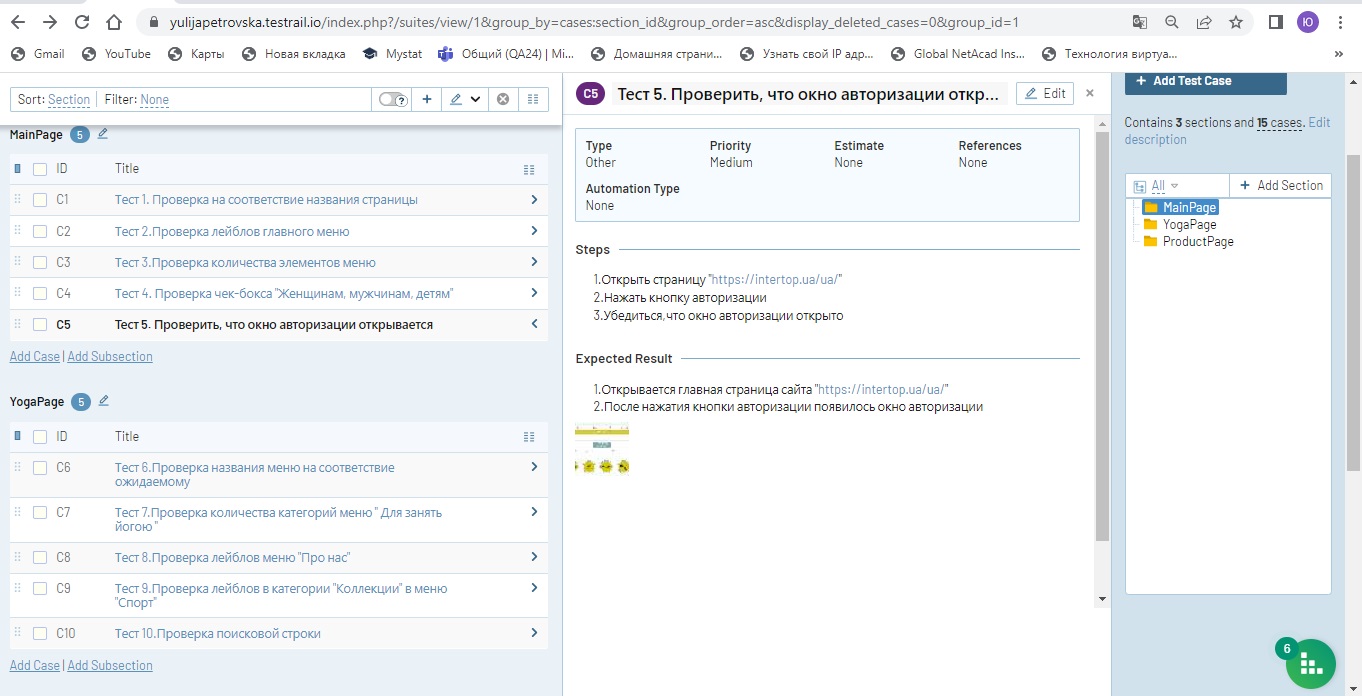 yulijapetrovska.testrail.io/index.php?/suites/view/1&group_by=cases:section_id&group_order=asc&display_deleted_cases=0&group_id=1
Ю
Gmail
YouTube
Карты
Новая вкладка
Mystat
Общий (QA24) | Mi...
Домашняя страни...
Узнать свой IP адр...
Global NetAcad Ins...
Технология виртуа...
»
Sort: Section
Filter: None
?
MainPage 5
ID Title
C1 Тест 1. Проверка на соответствие названия страницы
C2 Тест 2.Проверка лейблов главного меню
C3 Тест 3.Проверка количества элементов меню
C4 Тест 4. Проверка чек-бокса "Женщинам, мужчинам, детям"
C5 Тест 5. Проверить, что окно авторизации открывается
Add Case | Add Subsection
YogaPage 5
ID Title
C6 Тест 6.Проверка названия меню на соответствие
ожидаемому
C7 Тест 7.Проверка количества категорий меню " Для занять
йогою "
C8 Тест 8.Проверка лейблов меню "Про нас"
C9 Тест 9.Проверка лейблов в категории "Коллекции" в меню
"Спорт"
C10 Тест 10.Проверка поисковой строки
Add Case | Add Subsection
C5 Тест 5. Проверить, что окно авторизации откр...
Edit
Type Priority Estimate References
Other Medium None None
Automation Type
None
Steps
1.Открыть страницу "https://intertop.ua/ua/"
2.Нажать кнопку авторизации
3.Убедиться,что окно авторизации открыто
Expected Result
1.Открывается главная страница сайта "https://intertop.ua/ua/"
2.После нажатия кнопки авторизации появилось окно авторизации
+ Add Test Case
Contains 3 sections and 15 cases. Edit
description
All
+ Add Section
MainPage
YogaPage
ProductPage
6